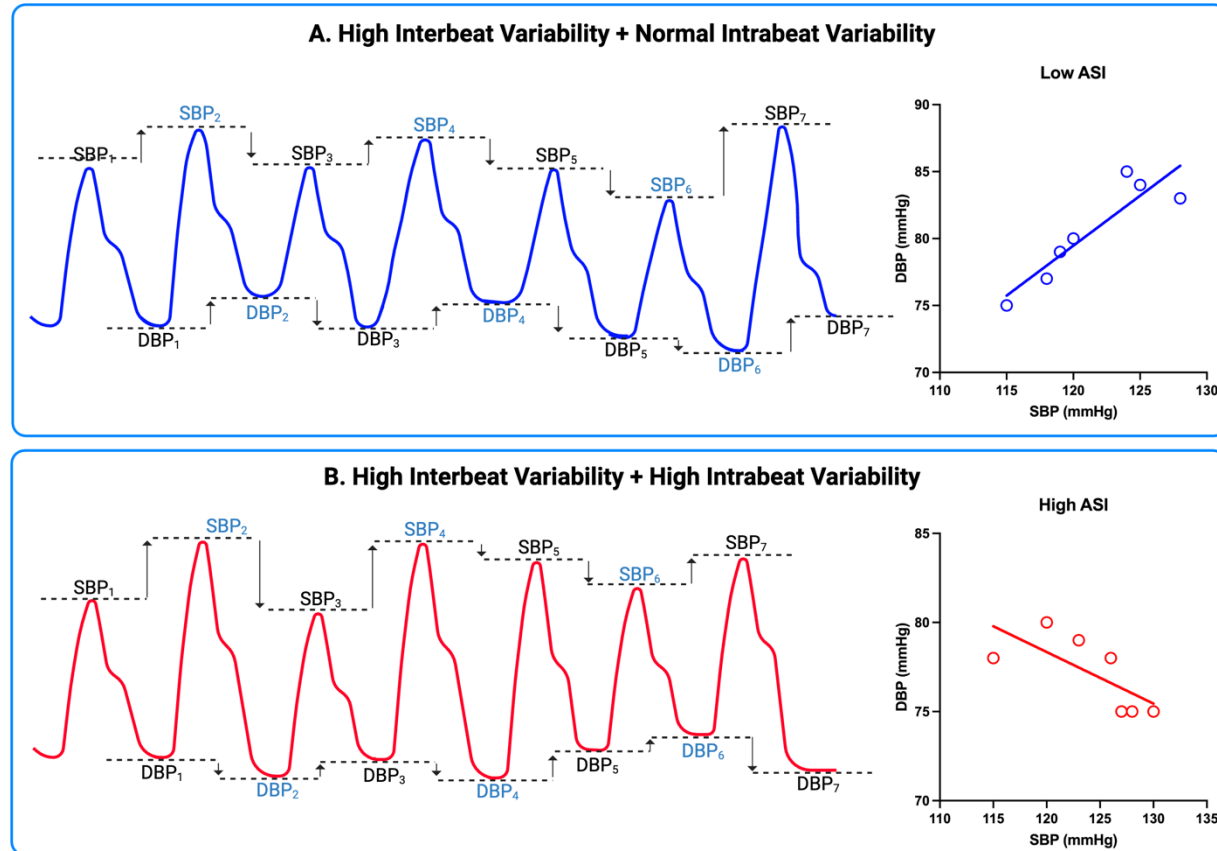 A. High Interbeat Variability + Normal Intrabeat Variability
SBP₁
SBP₂
SBP₃
SBP₄
SBP₅
SBP₆
SBP₇
DBP₁
DBP₂
DBP₃
DBP₄
DBP₅
DBP₆
DBP₇
Low ASI
DBP (mmHg)
90
85
80
75
70
110 115 120 125 130
SBP (mmHg)
B. High Interbeat Variability + High Intrabeat Variability
SBP₁
SBP₂
SBP₃
SBP₄
SBP₅
SBP₆
SBP₇
DBP₁
DBP₂
DBP₃
DBP₄
DBP₅
DBP₆
DBP₇
High ASI
DBP (mmHg)
85
80
75
70
110 115 120 125 130 135
SBP (mmHg)